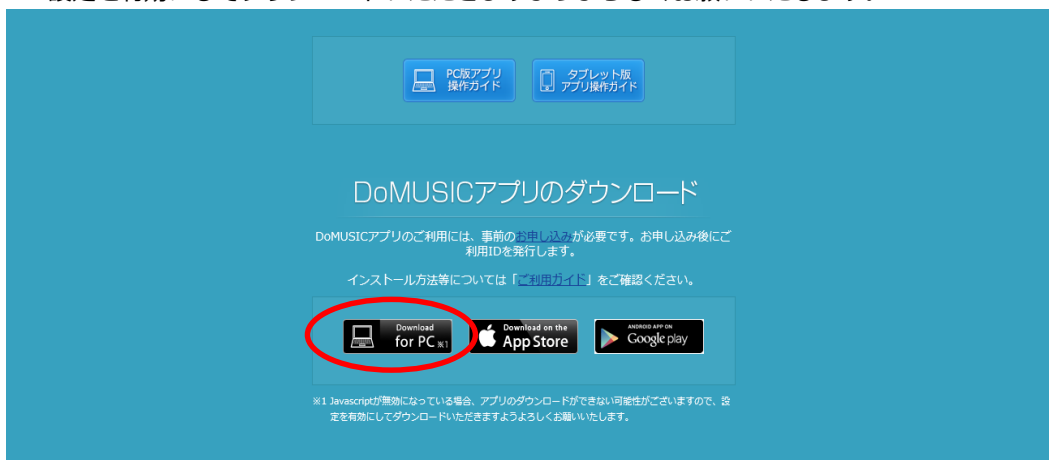 PC版アプリ
操作ガイド
タブレット版
アプリ操作ガイド
DoMUSICアプリのダウンロード
DoMUSICアプリのご利用には、事前のお申し込みが必要です。お申し込み後にご
利用IDを発行します。
インストール方法等については「ご利用ガイド」をご確認ください。
Download
for PC ※1
Download on the
App Store
ANDROID APP ON
Google play
※1 Javascriptが無効になっている場合、アプリのダウンロードができない可能性がございますので、設
定を有効にしてダウンロードいただきますようよろしくお願いいたします。